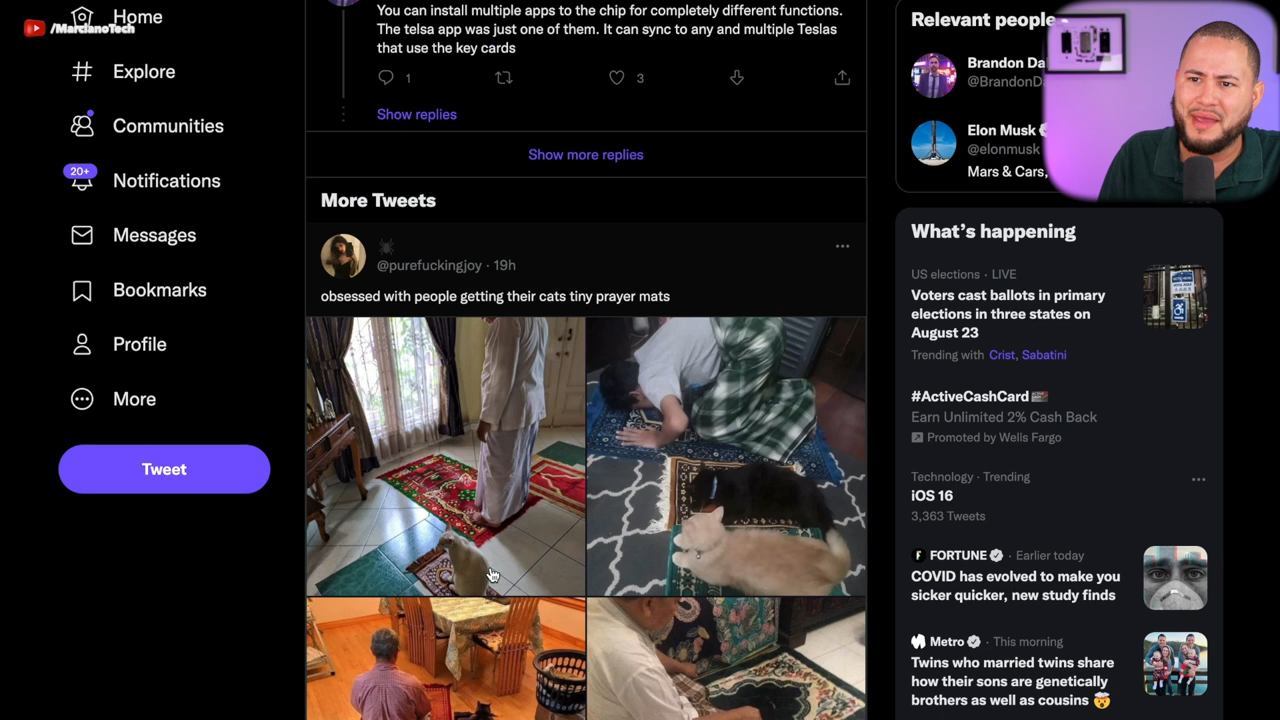 Home
/MarcianoTech
Explore
Communities
20+
Notifications
Messages
Bookmarks
Profile
More
Tweet
You can install multiple apps to the chip for completely different functions.
The telsa app was just one of them. It can sync to any and multiple Teslas
that use the key cards
1
3
Show replies
Show more replies
More Tweets
@purefuckingjoy · 19h
obsessed with people getting their cats tiny prayer mats
Relevant people
Brandon
Elon Musk
@elonmusk
Mars & Cars,
What's happening
US elections · LIVE
Voters cast ballots in primary
elections in three states on
August 23
Trending with Crist, Sabatini
#ActiveCashCard
Earn Unlimited 2% Cash Back
Promoted by Wells Fargo
Technology · Trending
iOS 16
3,363 Tweets
FORTUNE · Earlier today
COVID has evolved to make you
sicker quicker, new study finds
Metro · This morning
Twins who married twins share
how their sons are genetically
brothers as well as cousins 🤯